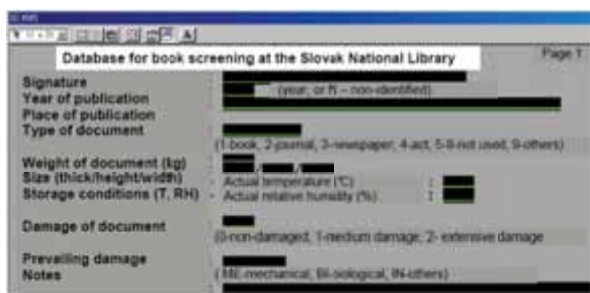 Page 1
Database for book screening at the Slovak National Library
Signature :
Year of publication : (year, or N – non-identified)
Place of publication :
Type of document :
(1-book, 2-journal, 3-newspaper, 4-act, 5-8-not used, 9-others)
Weight of document (kg) :
Size (thick/height/width) : / /
Storage conditions (T, RH) - Actual temperature (°C) :
- Actual relative humidity (%) :
Damage of document :
(0-non-damaged, 1-medium damage, 2- extensive damage
Prevailing damage :
Notes (ME-mechanical, BI-biological, IN-others)
: